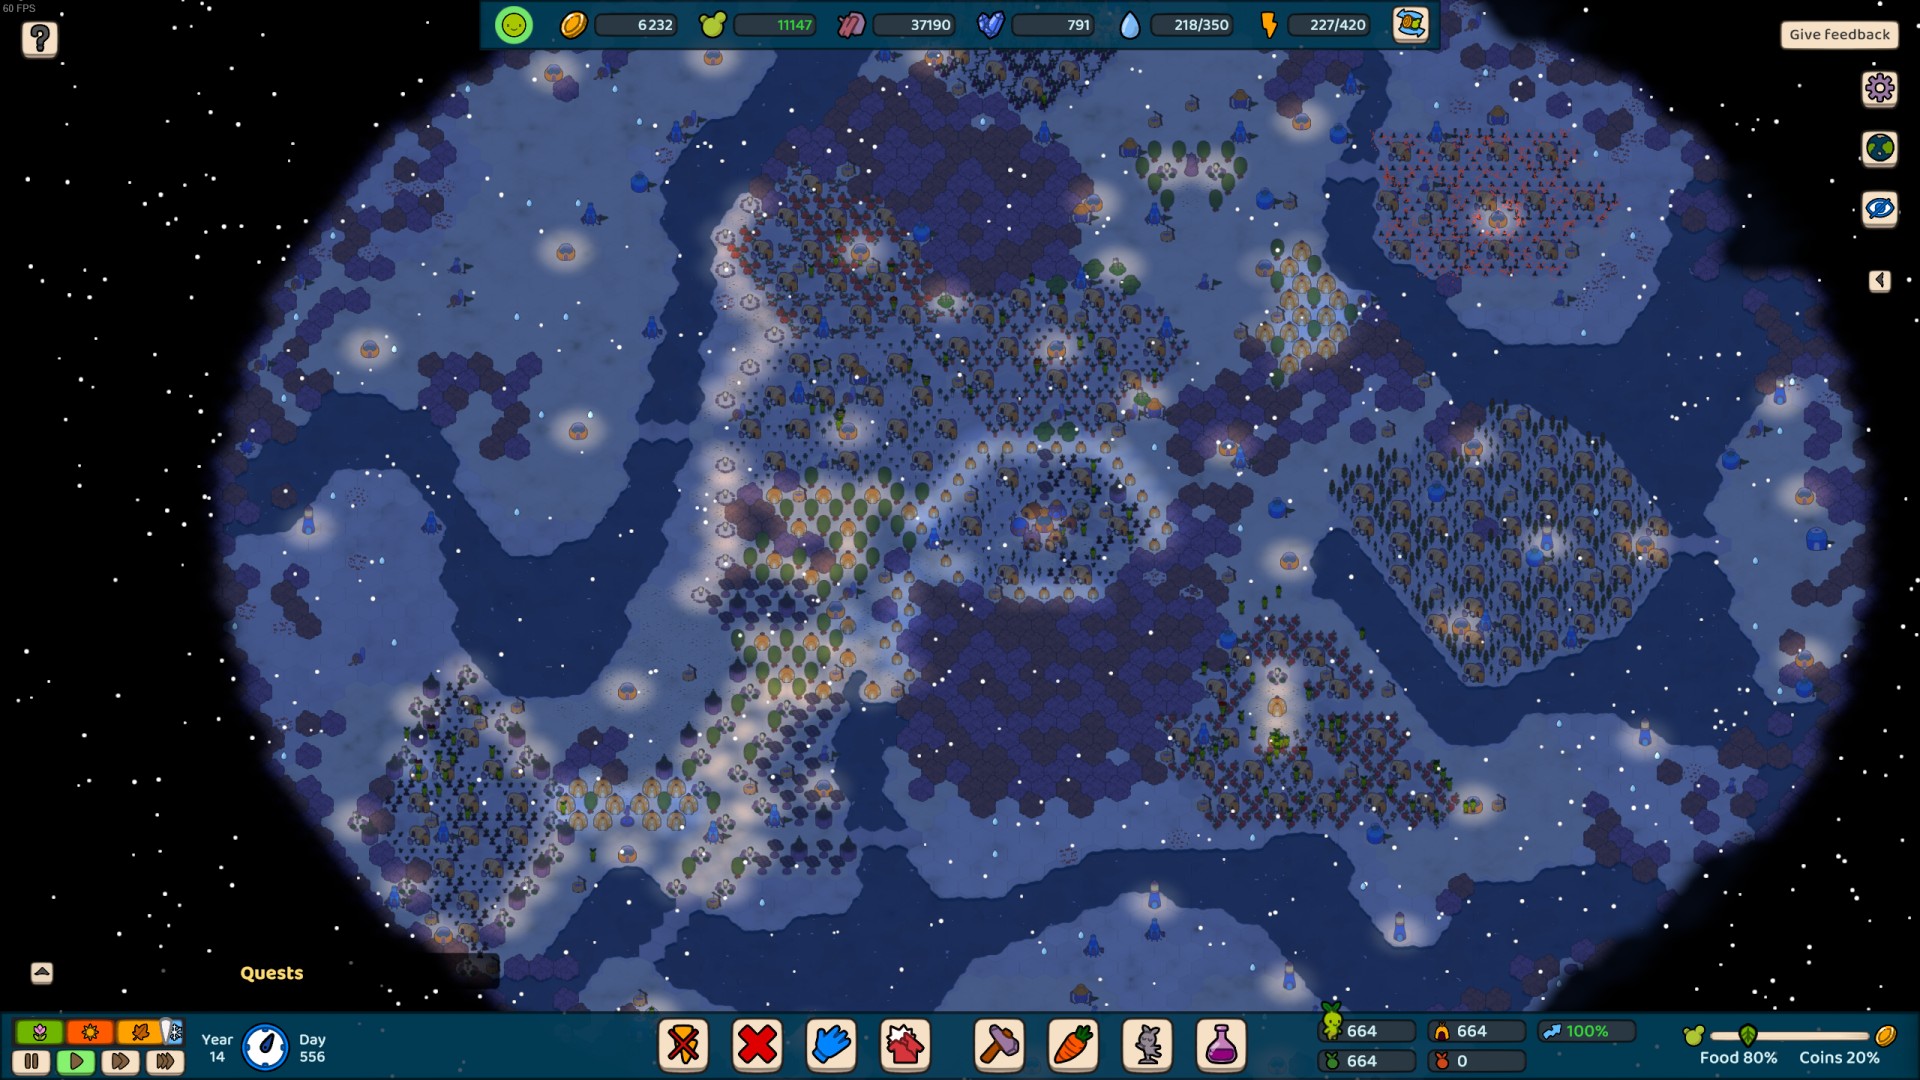 60 FPS
6232
11147
37190
791
218/350
227/420
Give feedback
Quests
Year
14
Day
556
664
664
100%
664
0
Food 80%
Coins 20%